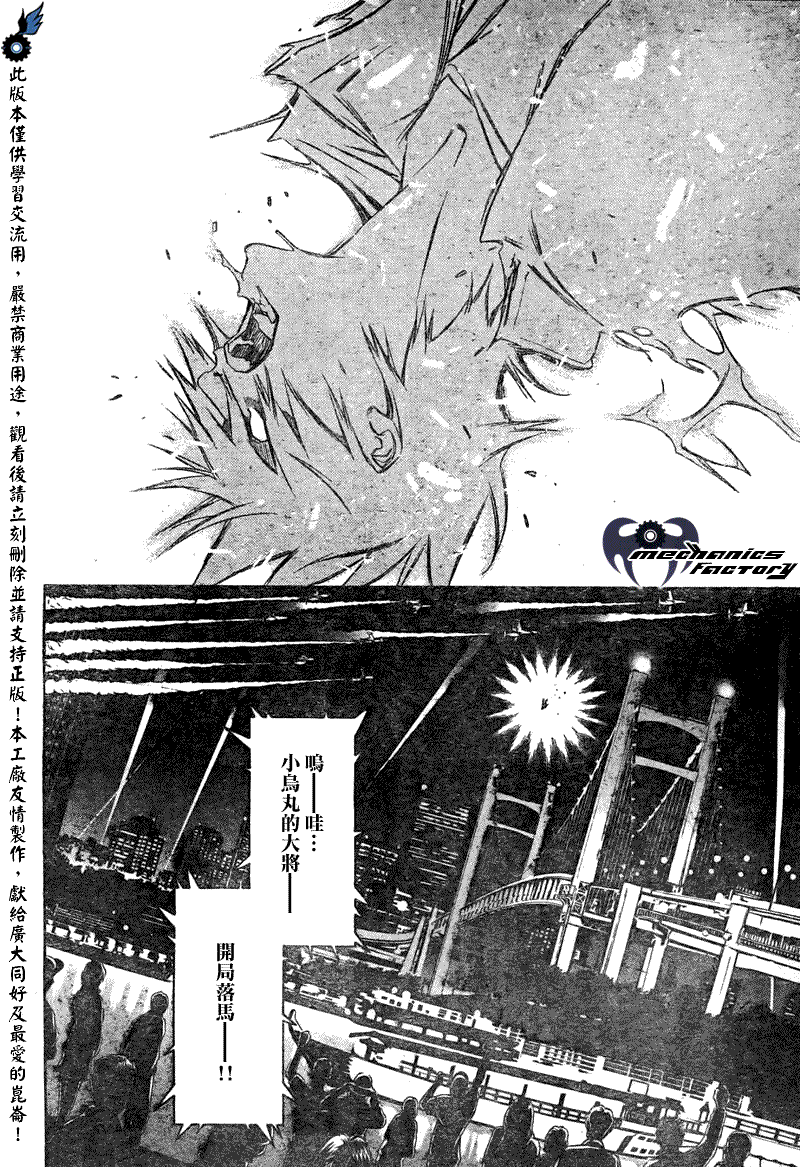 此版本僅供學習交流用，嚴禁商業用途，觀看後請立刻刪除並請支持正版！本工廠友情製作，獻給廣大同好及最愛的崑崙！
mechanics
Factory
嗚——哇…
小烏丸的大將——
開局落馬——!!